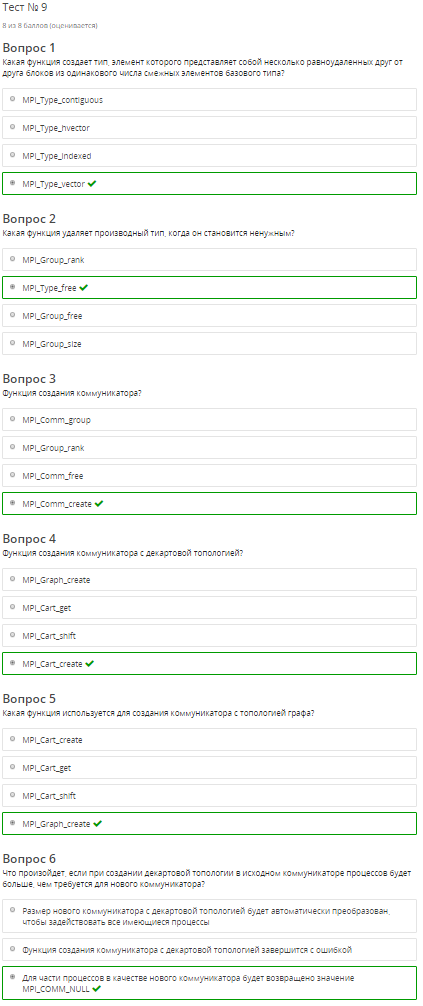 Тест № 9
8 из 8 баллов (оценивается)
Вопрос 1
Какая функция создает тип, элемент которого представляет собой несколько равноудаленных друг от
друга блоков из одинакового числа смежных элементов базового типа?
MPI_Type_contiguous
MPI_Type_hvector
MPI_Type_indexed
MPI_Type_vector
Вопрос 2
Какая функция удаляет производный тип, когда он становится ненужным?
MPI_Group_rank
MPI_Type_free
MPI_Group_free
MPI_Group_size
Вопрос 3
Функция создания коммуникатора?
MPI_Comm_group
MPI_Group_rank
MPI_Comm_free
MPI_Comm_create
Вопрос 4
Функция создания коммуникатора с декартовой топологией?
MPI_Graph_create
MPI_Cart_get
MPI_Cart_shift
MPI_Cart_create
Вопрос 5
Какая функция используется для создания коммуникатора с топологией графа?
MPI_Cart_create
MPI_Cart_get
MPI_Cart_shift
MPI_Graph_create
Вопрос 6
Что произойдет, если при создании декартовой топологии в исходном коммуникаторе процессов будет
больше, чем требуется для нового коммуникатора?
Размер нового коммуникатора с декартовой топологией будет автоматически преобразован,
чтобы задействовать все имеющиеся процессы
Функция создания коммуникатора с декартовой топологией завершится с ошибкой
Для части процессов в качестве нового коммуникатора будет возвращено значение
MPI_COMM_NULL